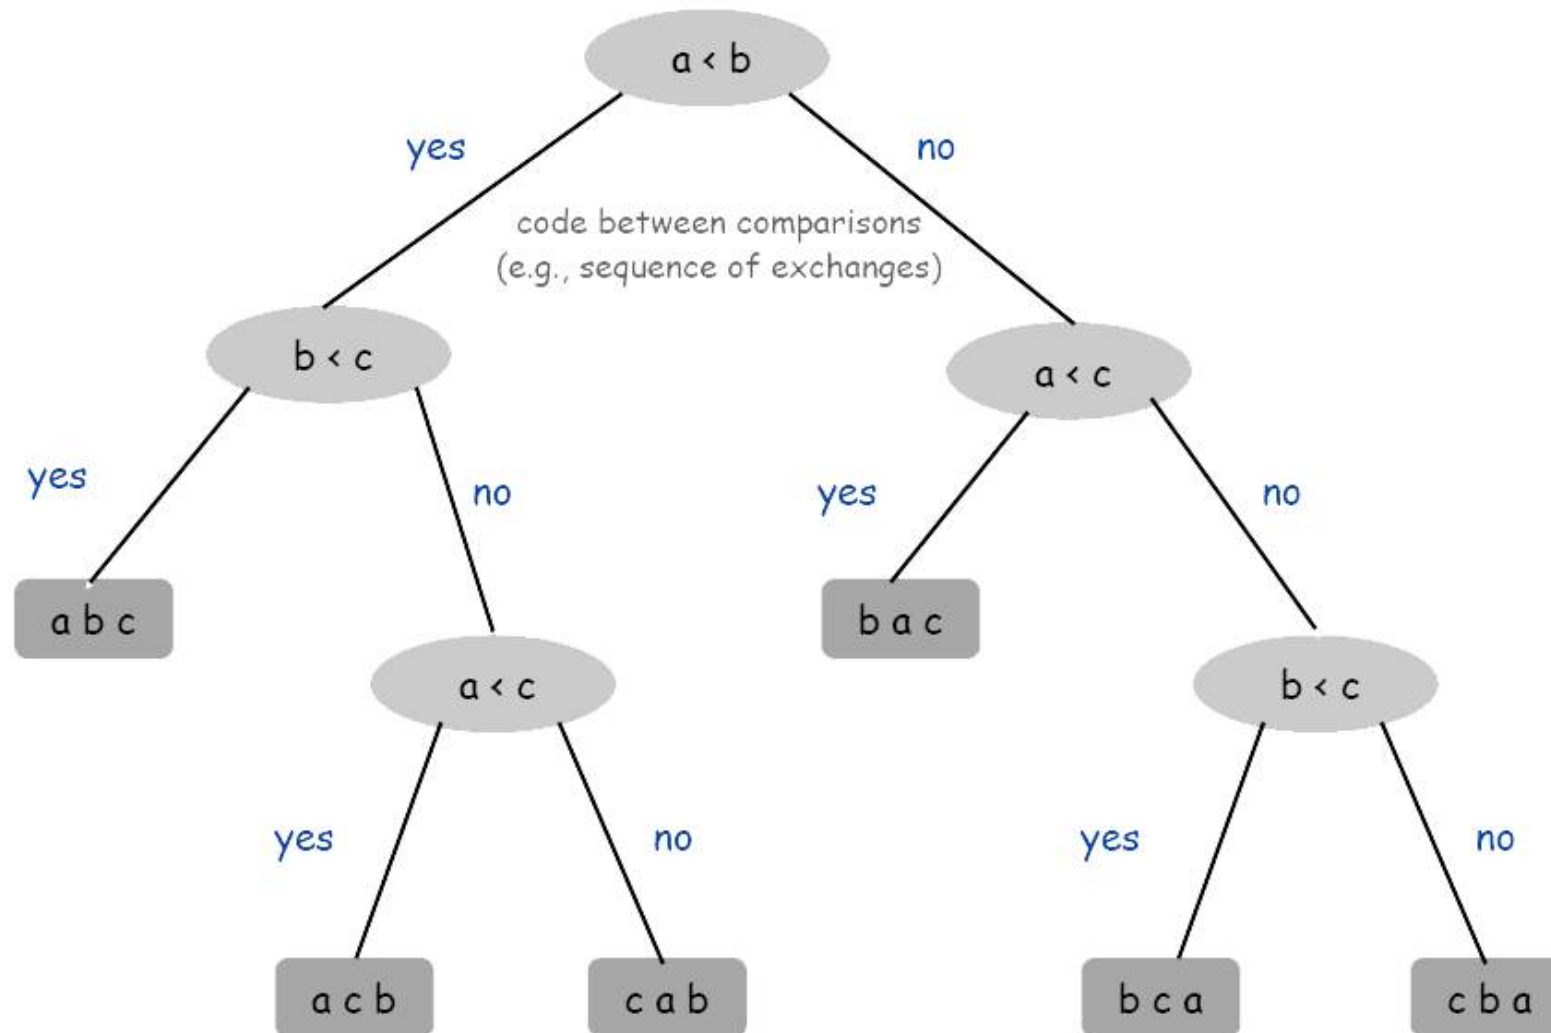 a < b
yes
no
code between comparisons
(e.g., sequence of exchanges)
b < c
a < c
yes
no
yes
no
a b c
b a c
a < c
b < c
yes
no
yes
no
a c b
c a b
b c a
c b a